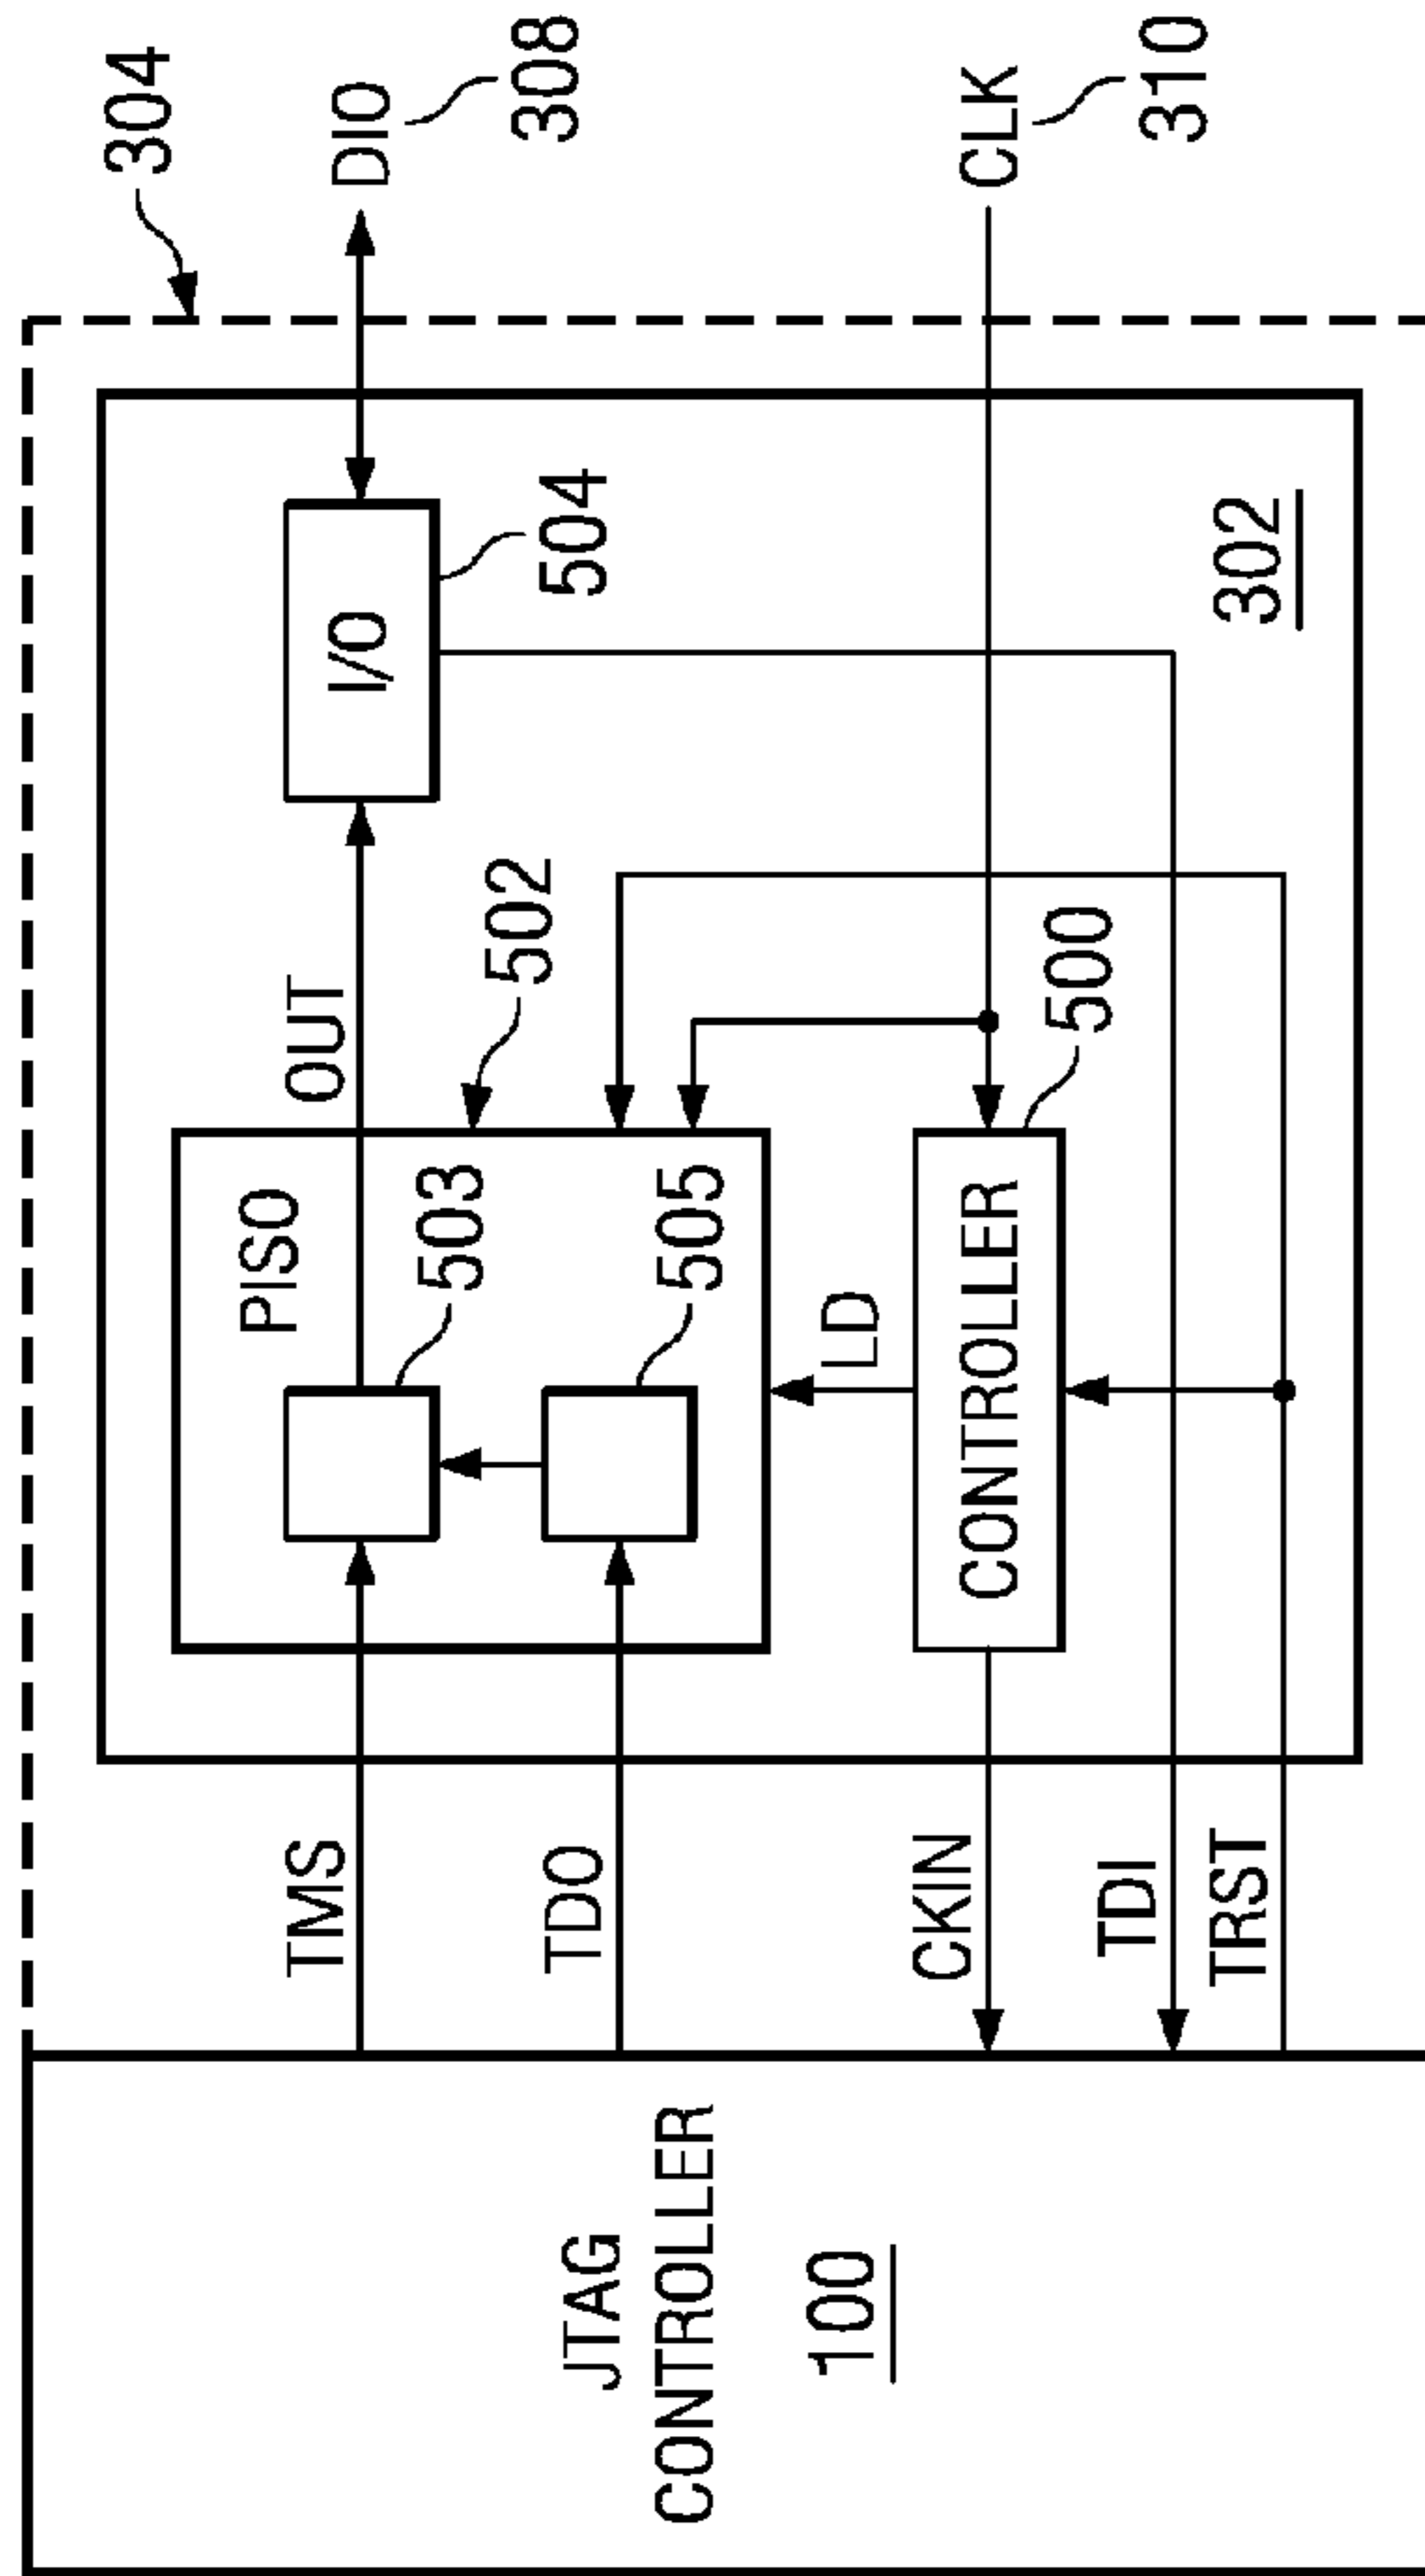 304
DIO
308
CLK
310
I/O
504
302
OUT
502
500
PISO
503
505
LD
CONTROLLER
TMS
TDO
CKIN
TDI
TRST
JTAG
CONTROLLER
100